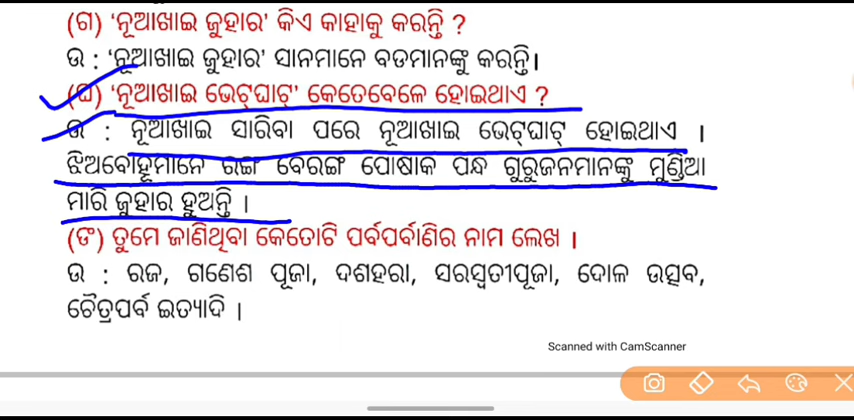 (ଗ) ‘ନୂଆଖାଇ ଜୁହାର’ କିଏ କାହାକୁ କରନ୍ତି ?
ଉ : ‘ନୂଆଖାଇ ଜୁହାର’ ସାନମାନେ ବଡମାନଙ୍କୁ କରନ୍ତି।
(ଘ) ‘ନୂଆଖାଇ ଭେଟ୍‌ଘାଟ୍’ କେତେବେଳେ ହୋଇଥାଏ ?
ଉ : ନୂଆଖାଇ ସାରିବା ପରେ ନୂଆଖାଇ ଭେଟ୍‌ଘାଟ୍ ହୋଇଥାଏ ।
ଝିଅବୋହୂମାନେ ରଙ୍ଗ ବେରଙ୍ଗ ପୋଷାକ ପିନ୍ଧି ଗୁରୁଜନମାନଙ୍କୁ ମୁଣ୍ଡିଆ
ମାରି ଜୁହାର ହୁଅନ୍ତି ।
(ଙ) ତୁମେ ଜାଣିଥିବା କେତୋଟି ପର୍ବପର୍ବାଣିର ନାମ ଲେଖ ।
ଉ : ରଜ, ଗଣେଶ ପୂଜା, ଦଶହରା, ସରସ୍ୱତୀପୂଜା, ଦୋଳ ଉତ୍ସବ,
ଚୈତ୍ରପର୍ବ ଇତ୍ୟାଦି ।
Scanned with CamScanner